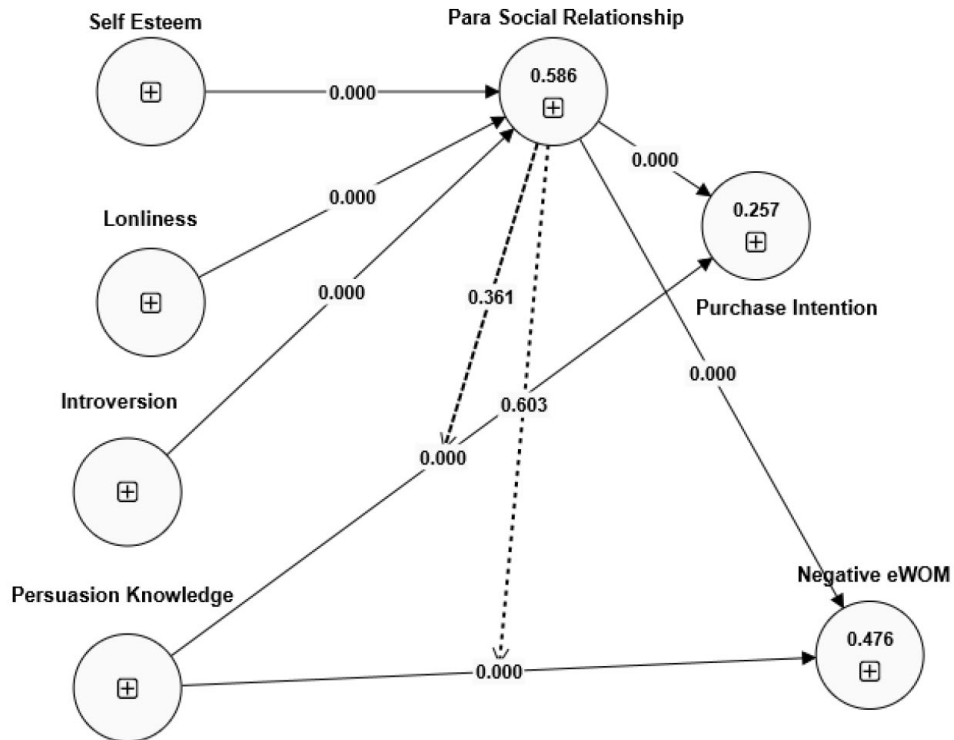 Self Esteem
Para Social Relationship
0.586
0.000
0.000
0.000
Lonliness
0.257
0.000
0.361
Purchase Intention
0.000
Introversion
0.603
0.000
Negative eWOM
Persuasion Knowledge
0.476
0.000